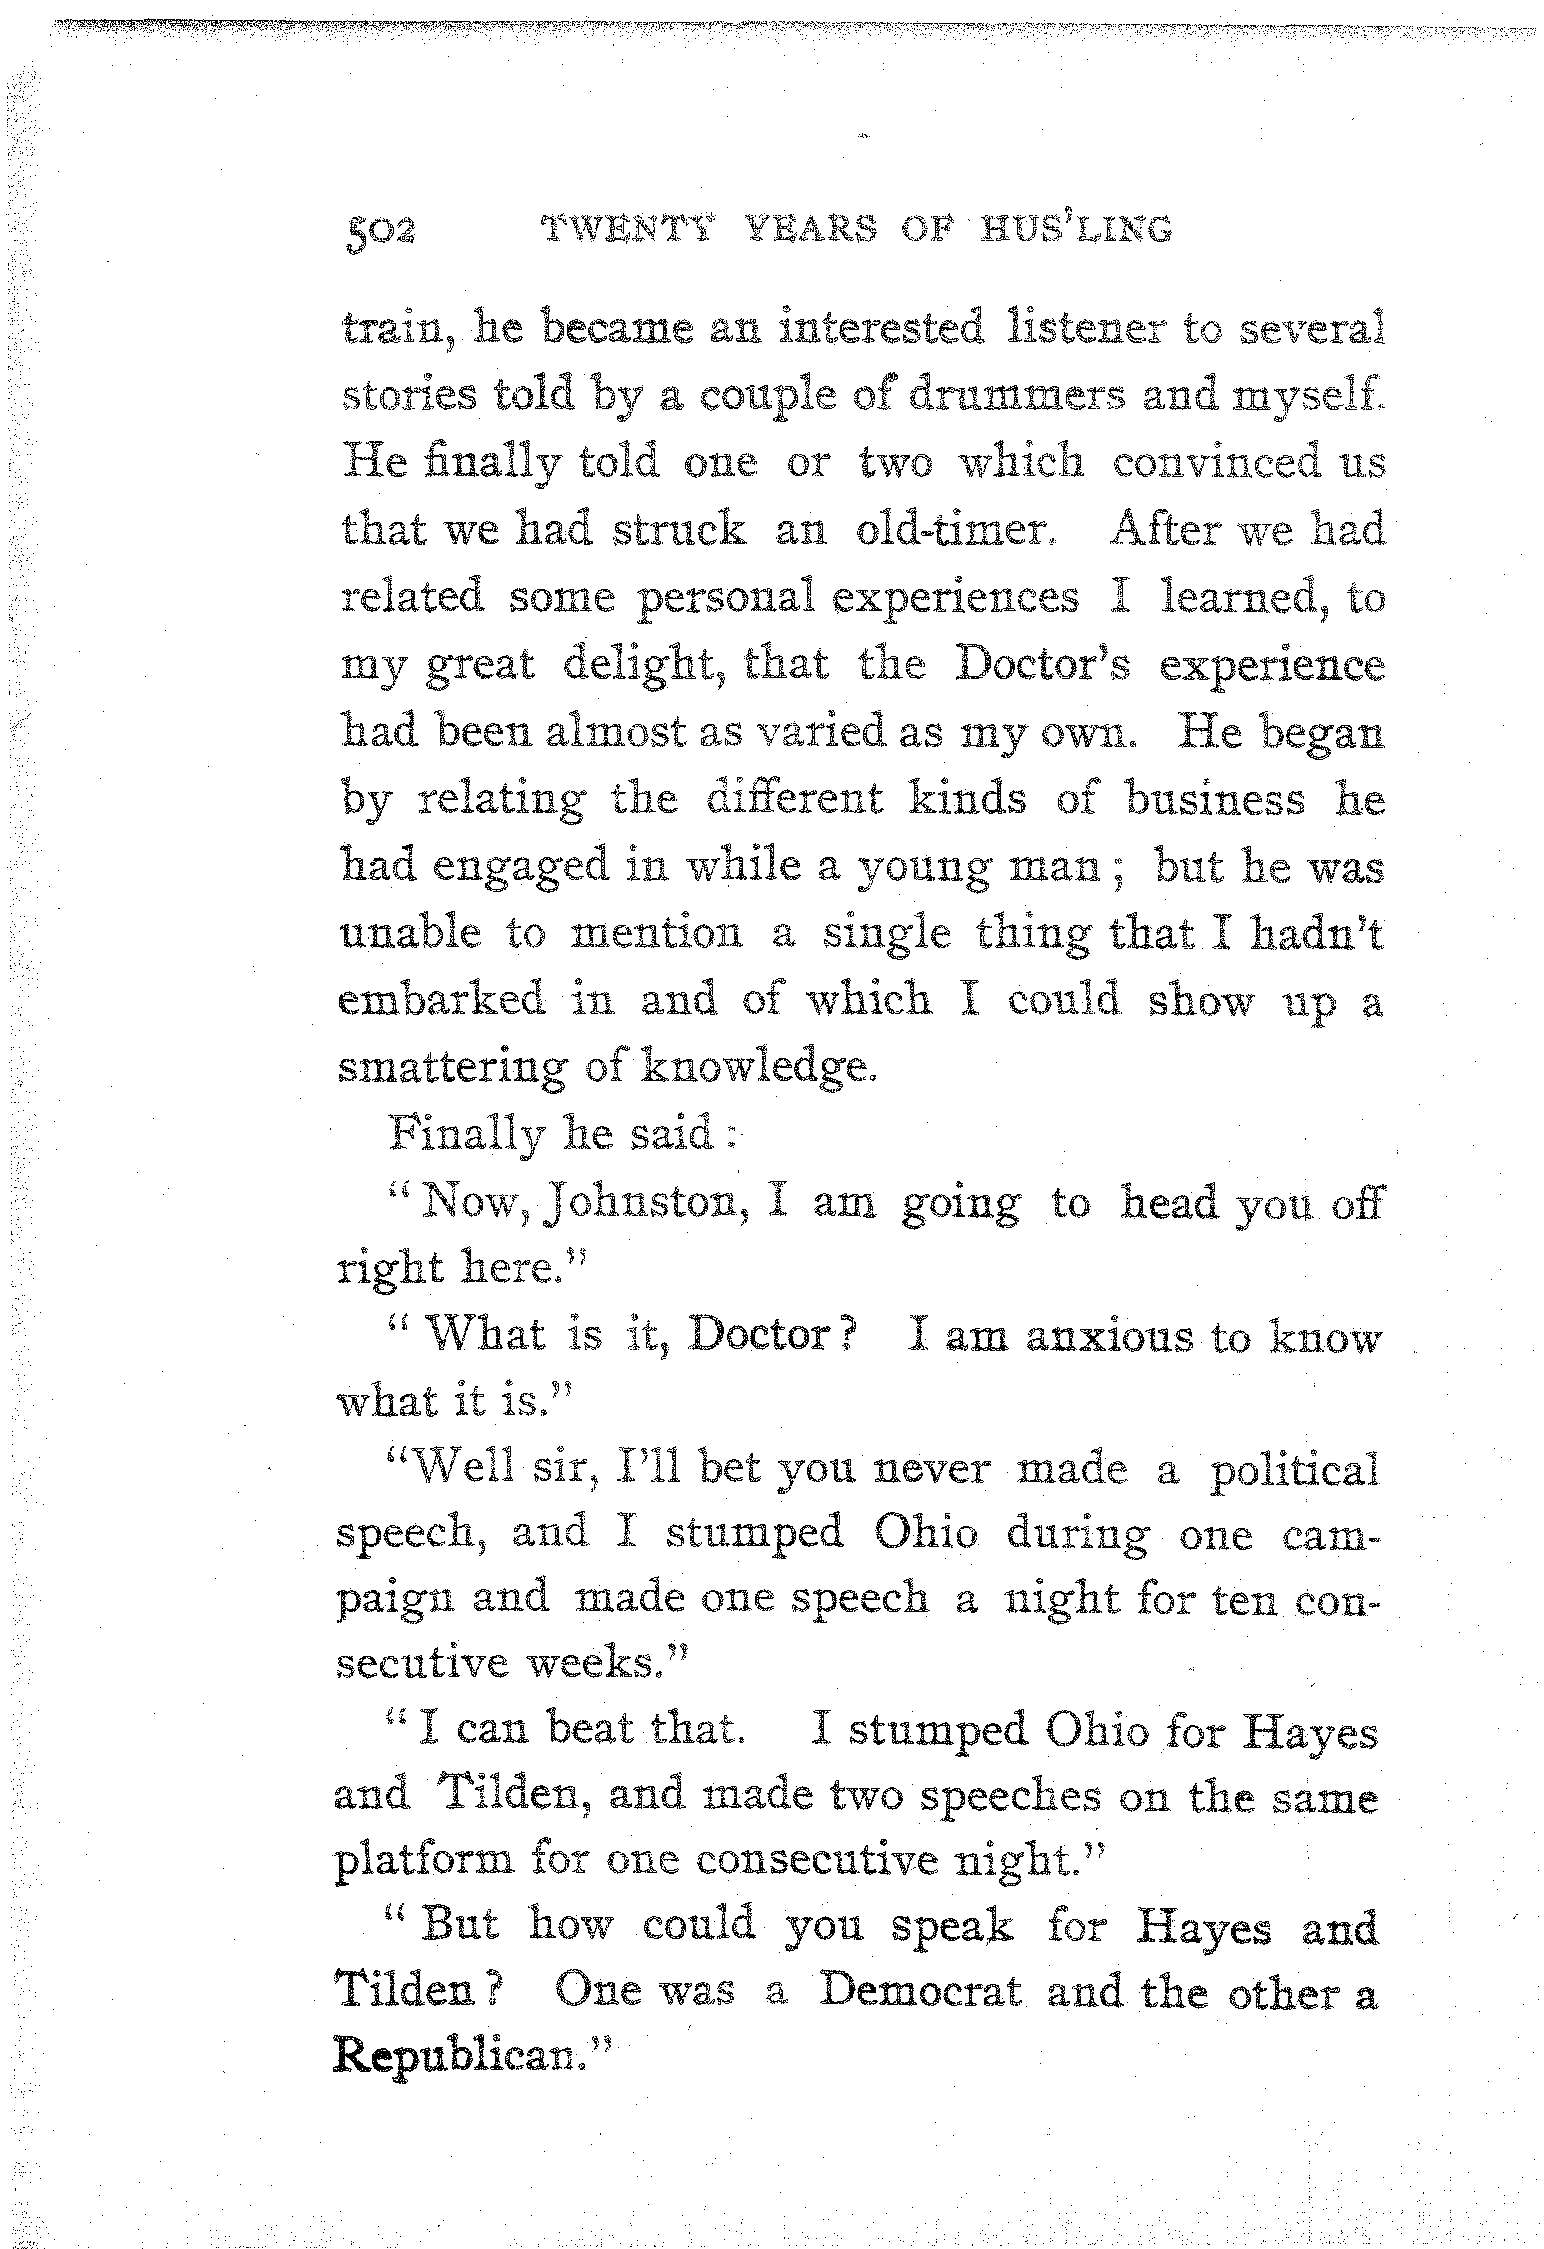 502 TWENTY YEARS OF HUS'LING
train, he became an interested listener to several
stories told by a couple of drummers and myself.
He finally told one or two which convinced us
that we had struck an old-timer. After we had
related some personal experiences I learned, to
my great delight, that the Doctor's experience
had been almost as varied as my own. He began
by relating the different kinds of business he
had engaged in while a young man ; but he was
unable to mention a single thing that I hadn't
embarked in and of which I could show up a
smattering of knowledge.
Finally he said :
" Now, Johnston, I am going to head you off
right here."
" What is it, Doctor ? I am anxious to know
what it is."
"Well sir, I'll bet you never made a political
speech, and I stumped Ohio during one cam-
paign and made one speech a night for ten con-
secutive weeks."
" I can beat that. I stumped Ohio for Hayes
and Tilden, and made two speeches on the same
platform for one consecutive night."
" But how could you speak for Hayes and
Tilden ? One was a Democrat and the other a
Republican."